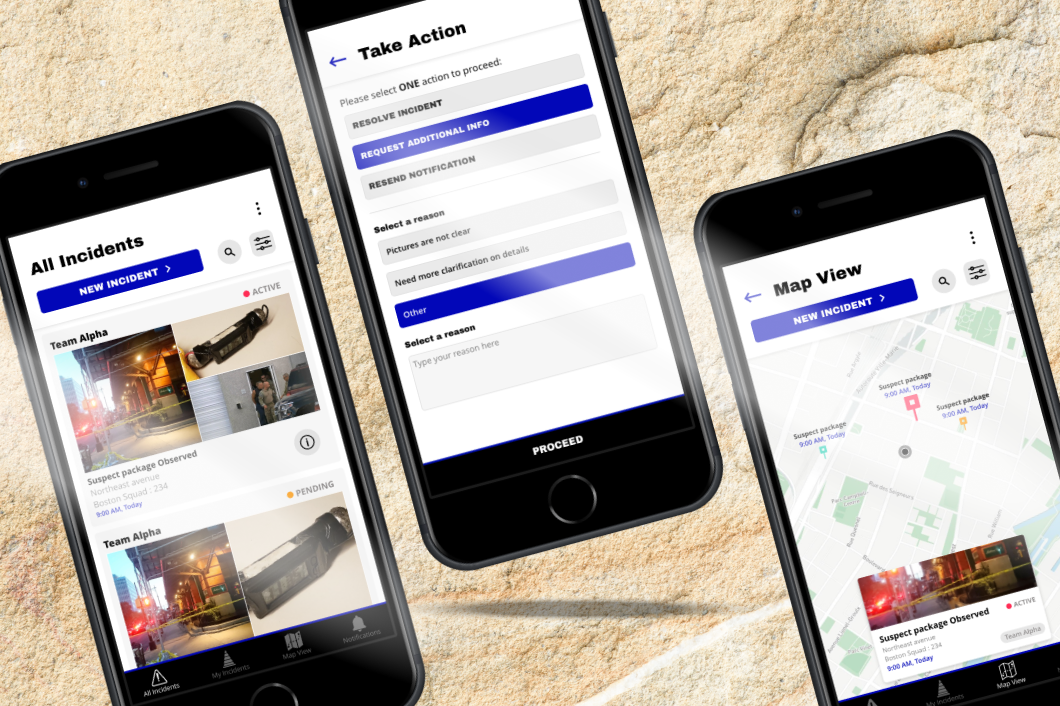 All Incidents
NEW INCIDENT
ACTIVE
Team Alpha
Suspect package Observed
Northeast avenue
Boston Squad : 234
9:00 AM, Today
PENDING
Team Alpha
All Incidents
My Incidents
Map View
Notifications
Take Action
Please select ONE action to proceed:
RESOLVE INCIDENT
REQUEST ADDITIONAL INFO
RESEND NOTIFICATION
Select a reason
Pictures are not clear
Need more clarification on details
Other
Select a reason
Type your reason here
PROCEED
Map View
NEW INCIDENT
Suspect package
9:00 AM, Today
Suspect package
9:00 AM, Today
Suspect package
9:00 AM, Today
Rue des Seigneurs
Suspect package Observed
ACTIVE
Northeast avenue
Boston Squad : 234
Team Alpha
9:00 AM, Today
My Incidents
Map View